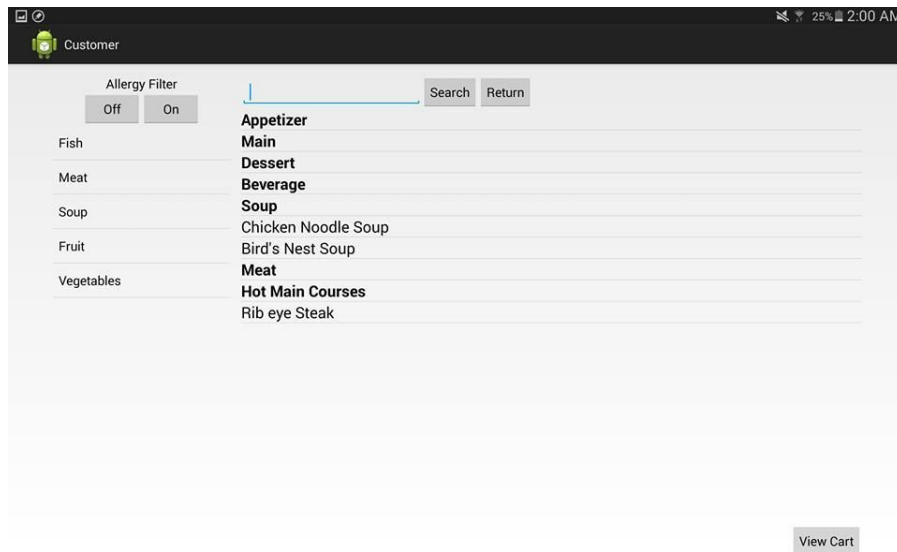 25% 2:00 AM
Customer
Allergy Filter
Off On
Fish
Meat
Soup
Fruit
Vegetables
Search Return
Appetizer
Main
Dessert
Beverage
Soup
Chicken Noodle Soup
Bird's Nest Soup
Meat
Hot Main Courses
Rib eye Steak
View Cart